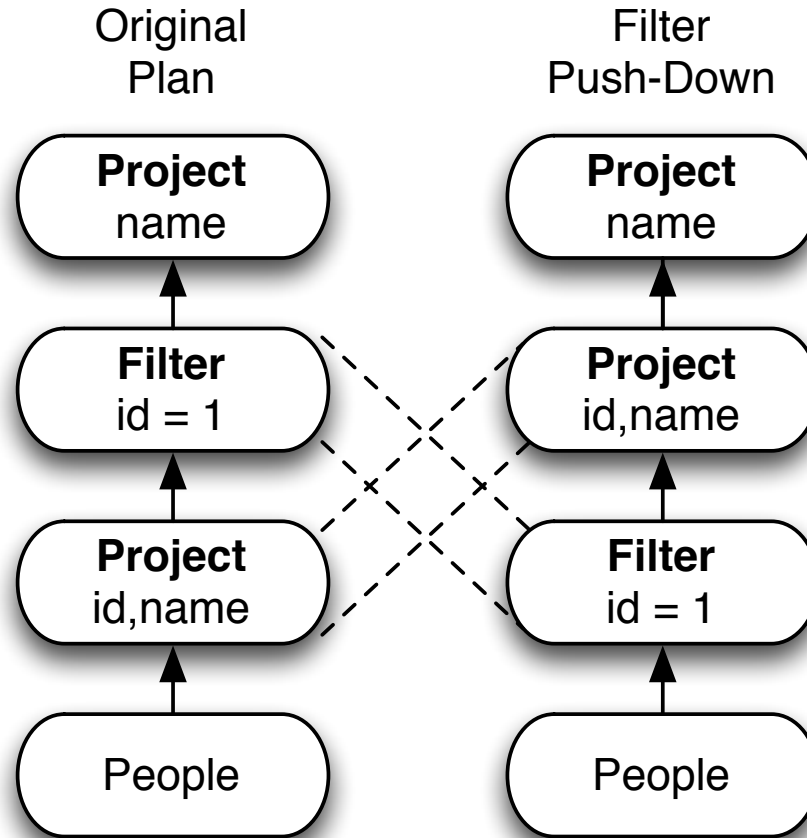 Original
Plan
Project
name
Filter
id = 1
Project
id,name
People
Filter
Push-Down
Project
name
Project
id,name
Filter
id = 1
People